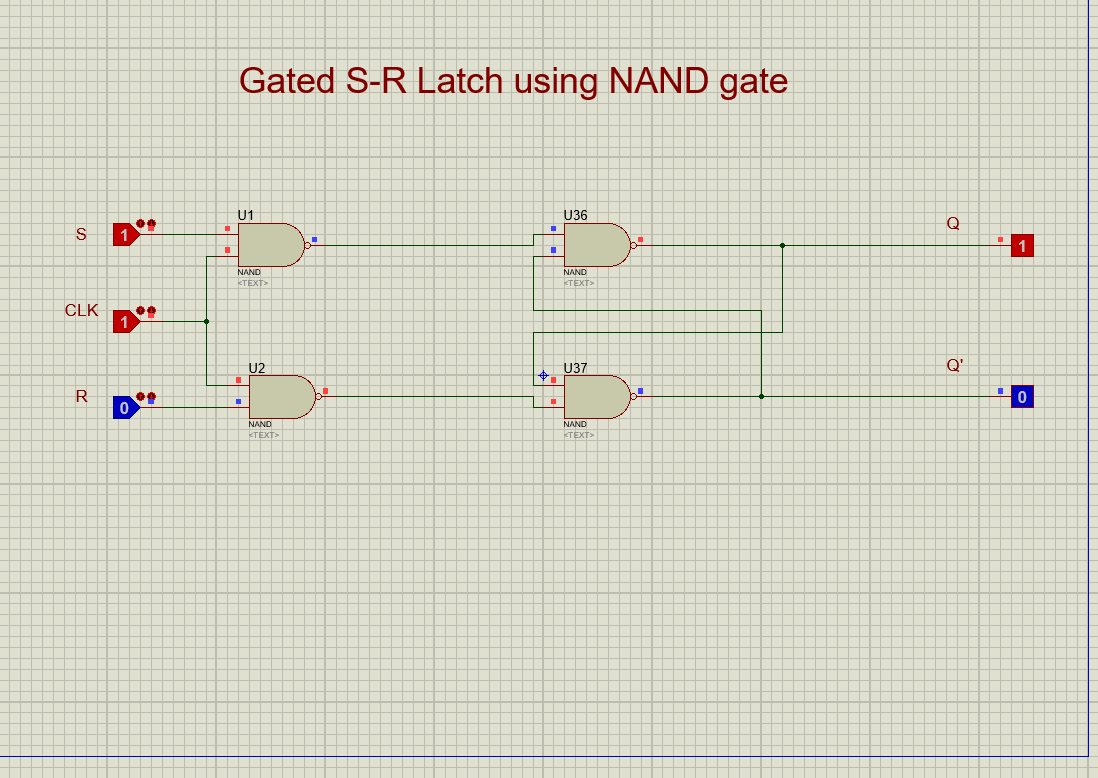 Gated S-R Latch using NAND gate
U1
U36
S
1
NAND
<TEXT>
NAND
<TEXT>
Q
1
CLK
1
U2
U37
R
0
NAND
<TEXT>
NAND
<TEXT>
Q'
0